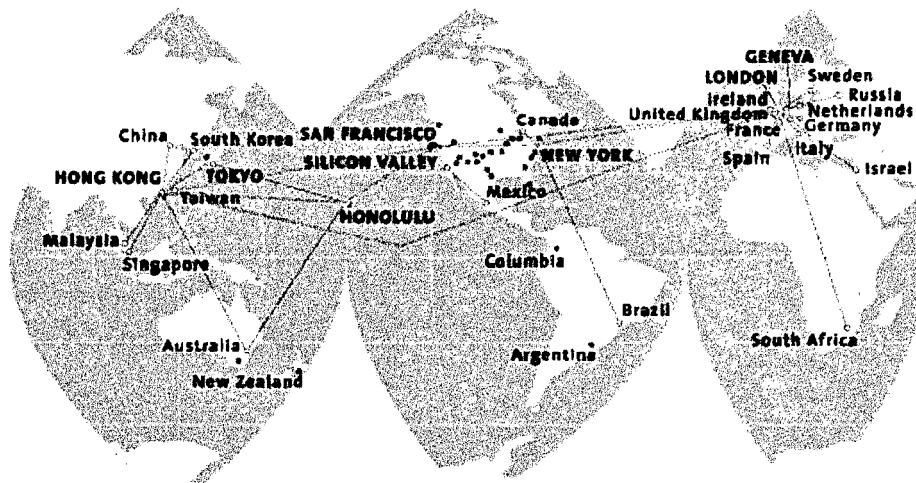 GENEVA
LONDON
Sweden
Ireland
Russia
United Kingdom
Netherlands
France
Germany
Spain
Italy
Israel
China
South Korea
SAN FRANCISCO
Canada
SILICON VALLEY
NEW YORK
HONG KONG
TOKYO
Taiwan
Mexico
HONOLULU
Malaysia
Singapore
Columbia
Brazil
South Africa
Australia
Argentina
New Zealand